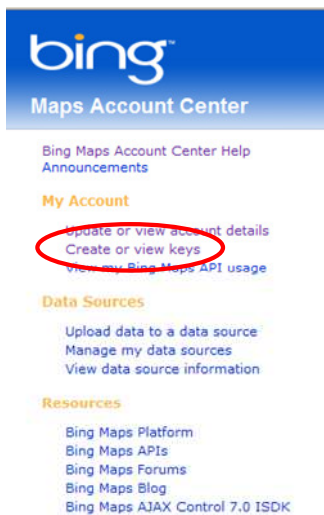 bing™
Maps Account Center
Bing Maps Account Center Help
Announcements
My Account
Update or view account details
Create or view keys
View my Bing Maps API usage
Data Sources
Upload data to a data source
Manage my data sources
View data source information
Resources
Bing Maps Platform
Bing Maps APIs
Bing Maps Forums
Bing Maps Blog
Bing Maps AJAX Control 7.0 ISDK